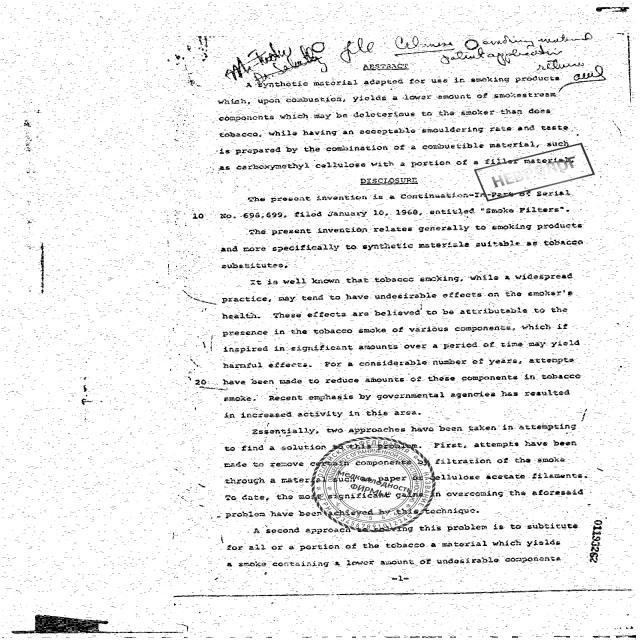 file Celanese smoking material
patent application
return
ABSTRACT
A synthetic material adapted for use in smoking products
which, upon combustion, yields a lower amount of smokestream
components which may be deleterious to the smoker than does
tobacco, while having an acceptable smouldering rate and taste
is prepared by the combination of a combustible material, such
as carboxymethyl cellulose with a portion of a filler material.
DISCLOSURE
The present invention is a Continuation-In-Part of Serial
10 No. 696,699, filed January 10, 1968, entitled "Smoke Filters".
The present invention relates generally to smoking products
and more specifically to synthetic materials suitable as tobacco
substitutes.
It is well known that tobacco smoking, while a widespread
practice, may tend to have undesirable effects on the smoker's
health. These effects are believed to be attributable to the
presence in the tobacco smoke of various components, which if
inspired in significant amounts over a period of time may yield
harmful effects. For a considerable number of years, attempts
20 have been made to reduce amounts of these components in tobacco
smoke. Recent emphasis by governmental agencies has resulted
in increased activity in this area.
Essentially, two approaches have been taken in attempting
to find a solution to this problem. First, attempts have been
made to remove certain components by filtration of the smoke
through a material such as paper or cellulose acetate filaments.
To date, the most significant gains in overcoming the aforesaid
problem have been achieved by this technique.
A second approach to solving this problem is to subtitute
for all or a portion of the tobacco a material which yields
a smoke containing a lower amount of undesirable components
-1-
01193262